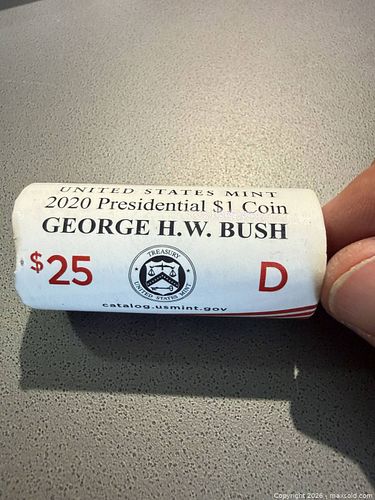 UNITED STATES MINT
2020 Presidential $1 Coin
GEORGE H.W. BUSH
$25
TREASURY
UNITED STATES MINT
D
catalog.usmint.gov
Copyright 2026 - maxsold.com